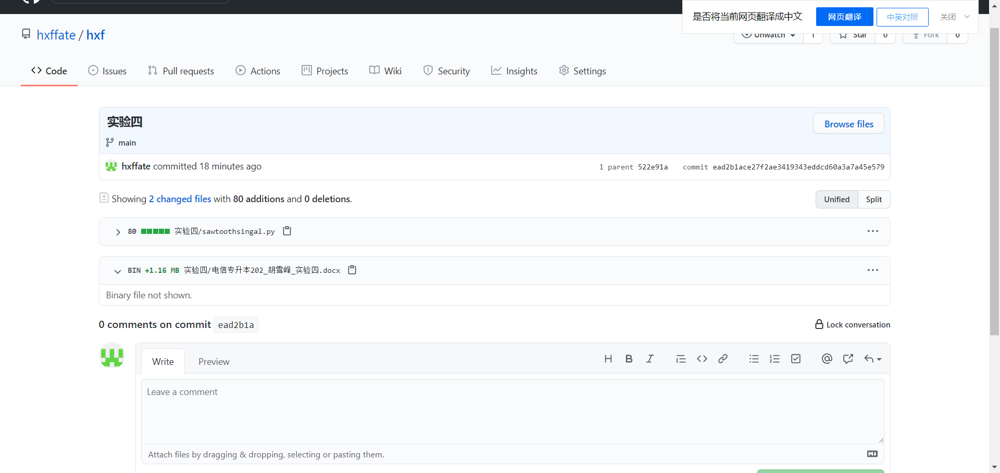 是否将当前网页翻译成中文 网页翻译 中英对照 关闭
hxffate / hxf
Unwatch 1 Star 0 Fork 0
Code Issues Pull requests Actions Projects Wiki Security Insights Settings
实验四
Browse files
main
hxffate committed 18 minutes ago
1 parent 522e91a commit ead2b1ace27f2ae3419343eddcd60a3a7a45e579
Showing 2 changed files with 80 additions and 0 deletions.
Unified Split
80 实验四/sawtoothsingal.py
BIN +1.16 MB 实验四/电信专升本202_胡雪峰_实验四.docx
Binary file not shown.
0 comments on commit ead2b1a
Lock conversation
Write Preview
Leave a comment
Attach files by dragging & dropping, selecting or pasting them.